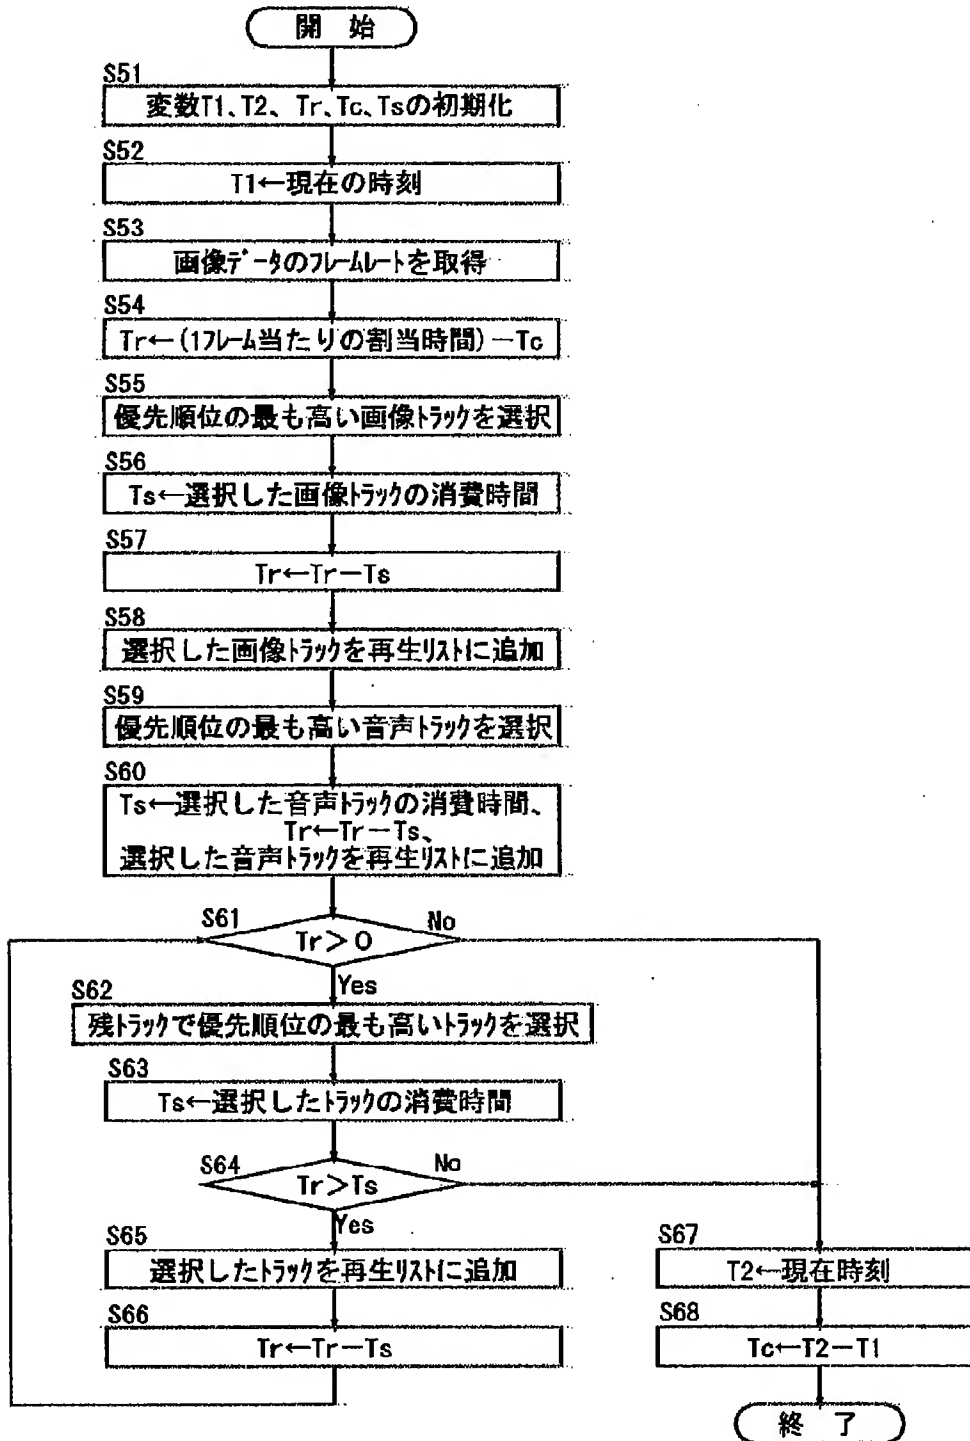 開 始
S51
変数T1、T2、Tr、Tc、Tsの初期化
S52
T1←現在の時刻
S53
画像データのフレームレートを取得
S54
Tr←(1フレーム当たりの割当時間)－Tc
S55
優先順位の最も高い画像トラックを選択
S56
Ts←選択した画像トラックの消費時間
S57
Tr←Tr－Ts
S58
選択した画像トラックを再生リストに追加
S59
優先順位の最も高い音声トラックを選択
S60
Ts←選択した音声トラックの消費時間、
Tr←Tr－Ts、
選択した音声トラックを再生リストに追加
S61
Tr＞0
No
Yes
S62
残トラックで優先順位の最も高いトラックを選択
S63
Ts←選択したトラックの消費時間
S64
Tr＞Ts
No
Yes
S65
選択したトラックを再生リストに追加
S66
Tr←Tr－Ts
S67
T2←現在時刻
S68
Tc←T2－T1
終 了